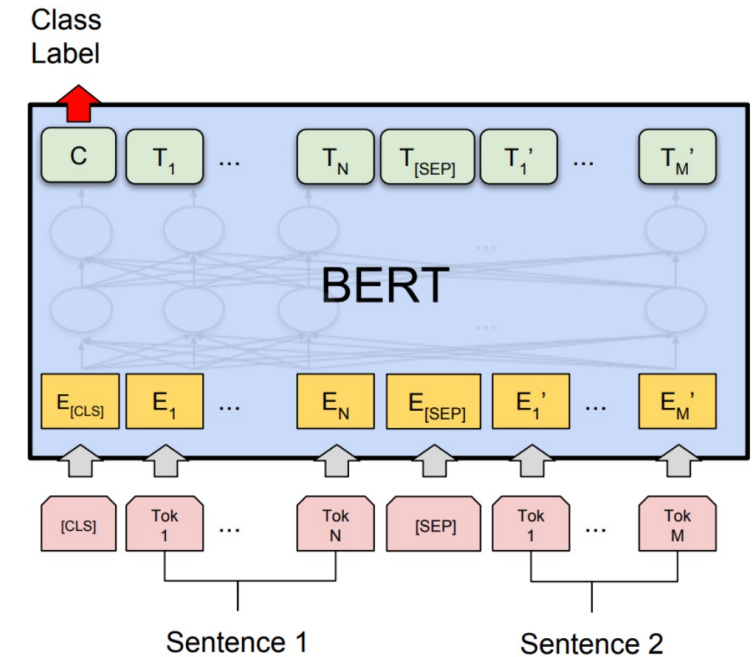 Class
Label
C T1 ... TN T[SEP] T1’ ... TM’
...
BERT
...
E[CLS] E1 ... EN E[SEP] E1’ ... EM’
[CLS] Tok 1 ... Tok N [SEP] Tok 1 ... Tok M
Sentence 1 Sentence 2